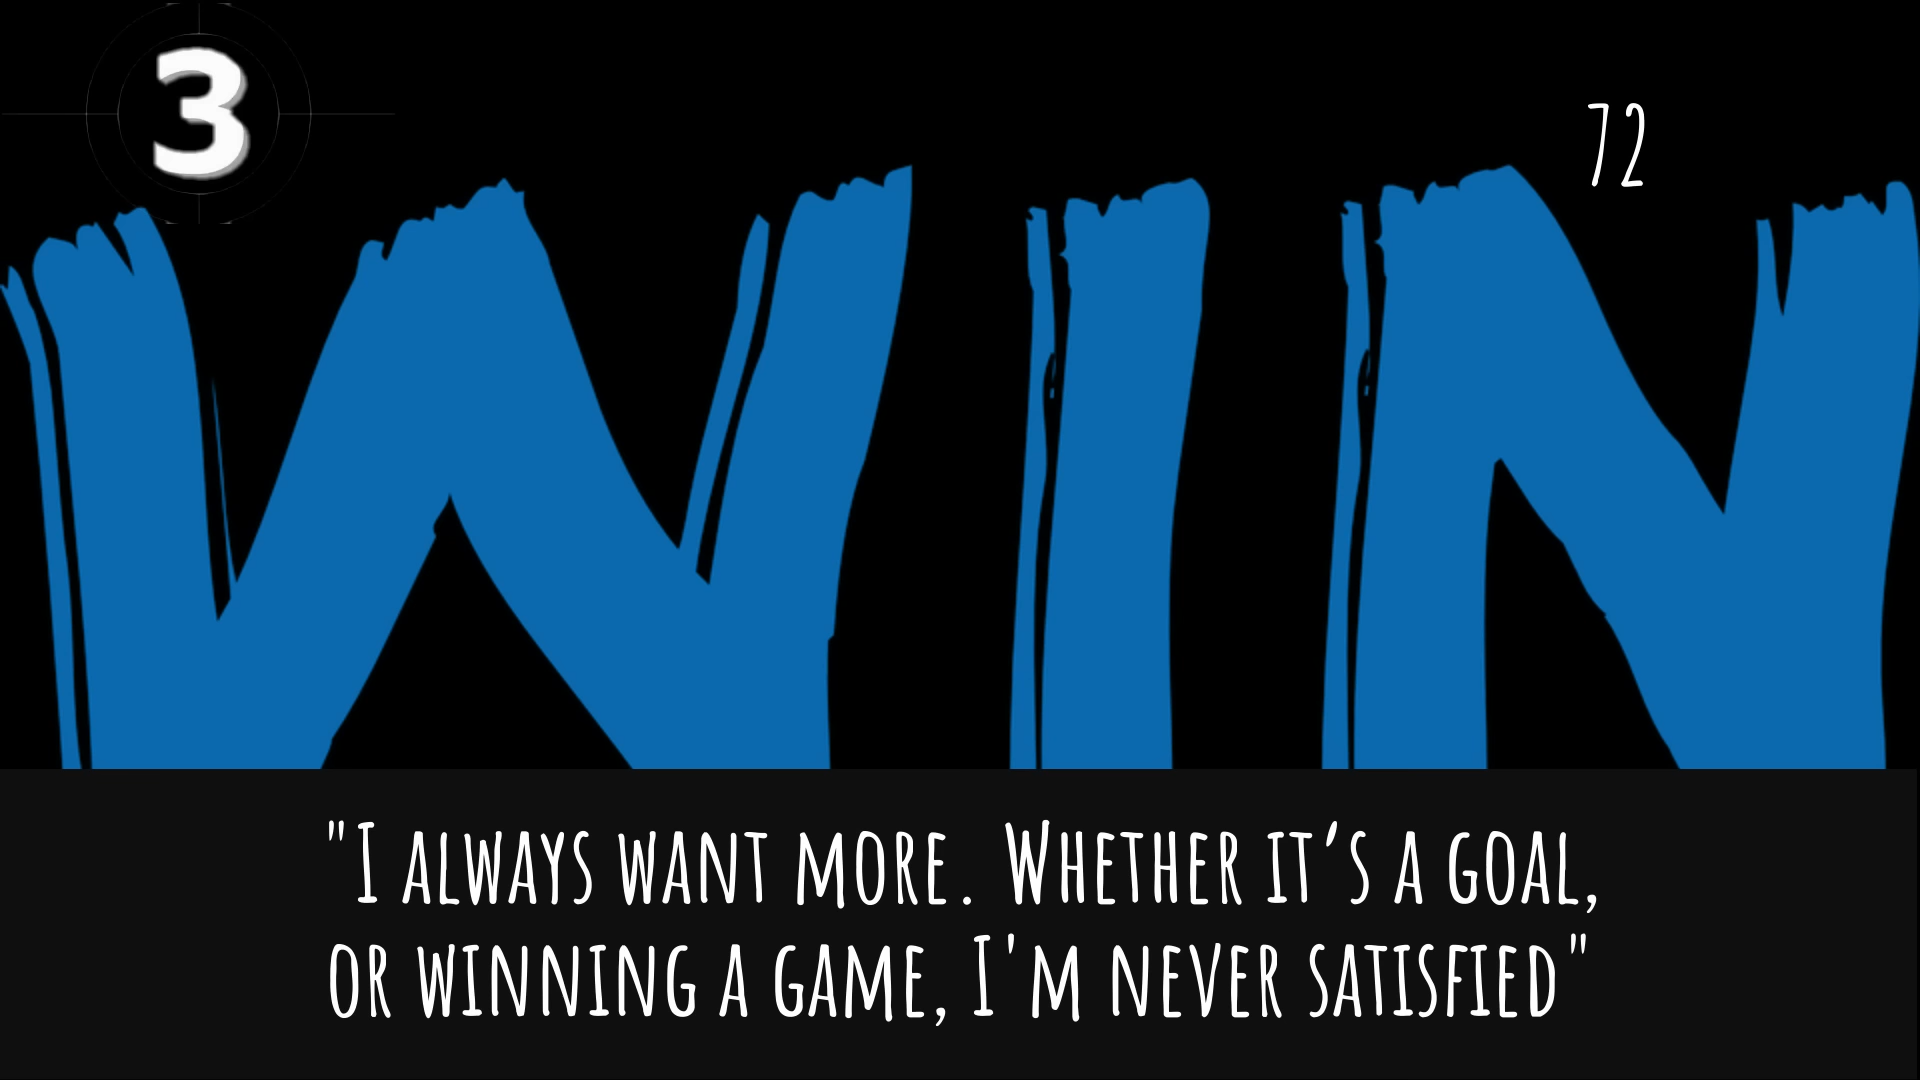 3
72
WIN
"I ALWAYS WANT MORE. WHETHER IT’S A GOAL,
OR WINNING A GAME, I'M NEVER SATISFIED"